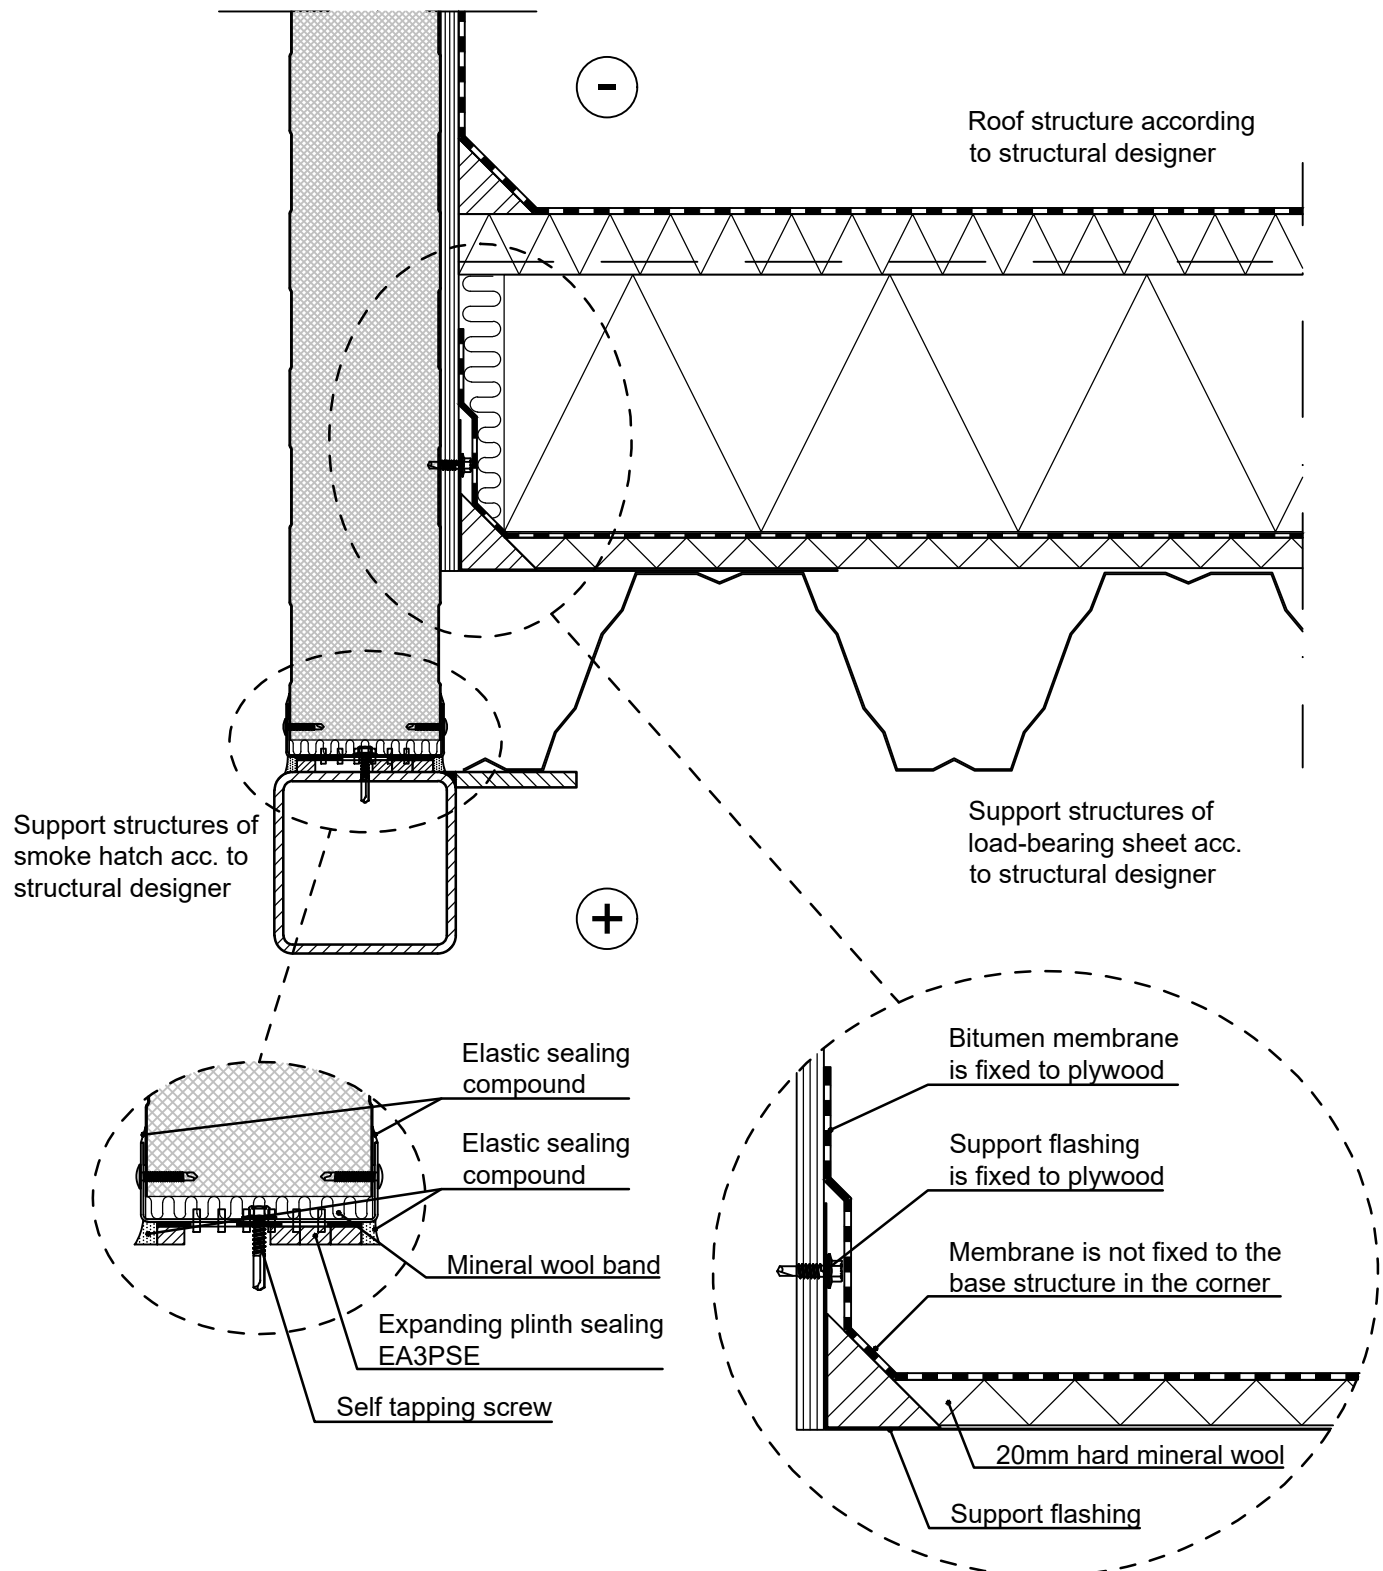 -
Roof structure according
to structural designer
Support structures of
smoke hatch acc. to
structural designer
Support structures of
load-bearing sheet acc.
to structural designer
+
Elastic sealing
compound
Elastic sealing
compound
Mineral wool band
Expanding plinth sealing
EA3PSE
Self tapping screw
Bitumen membrane
is fixed to plywood
Support flashing
is fixed to plywood
Membrane is not fixed to the
base structure in the corner
20mm hard mineral wool
Support flashing